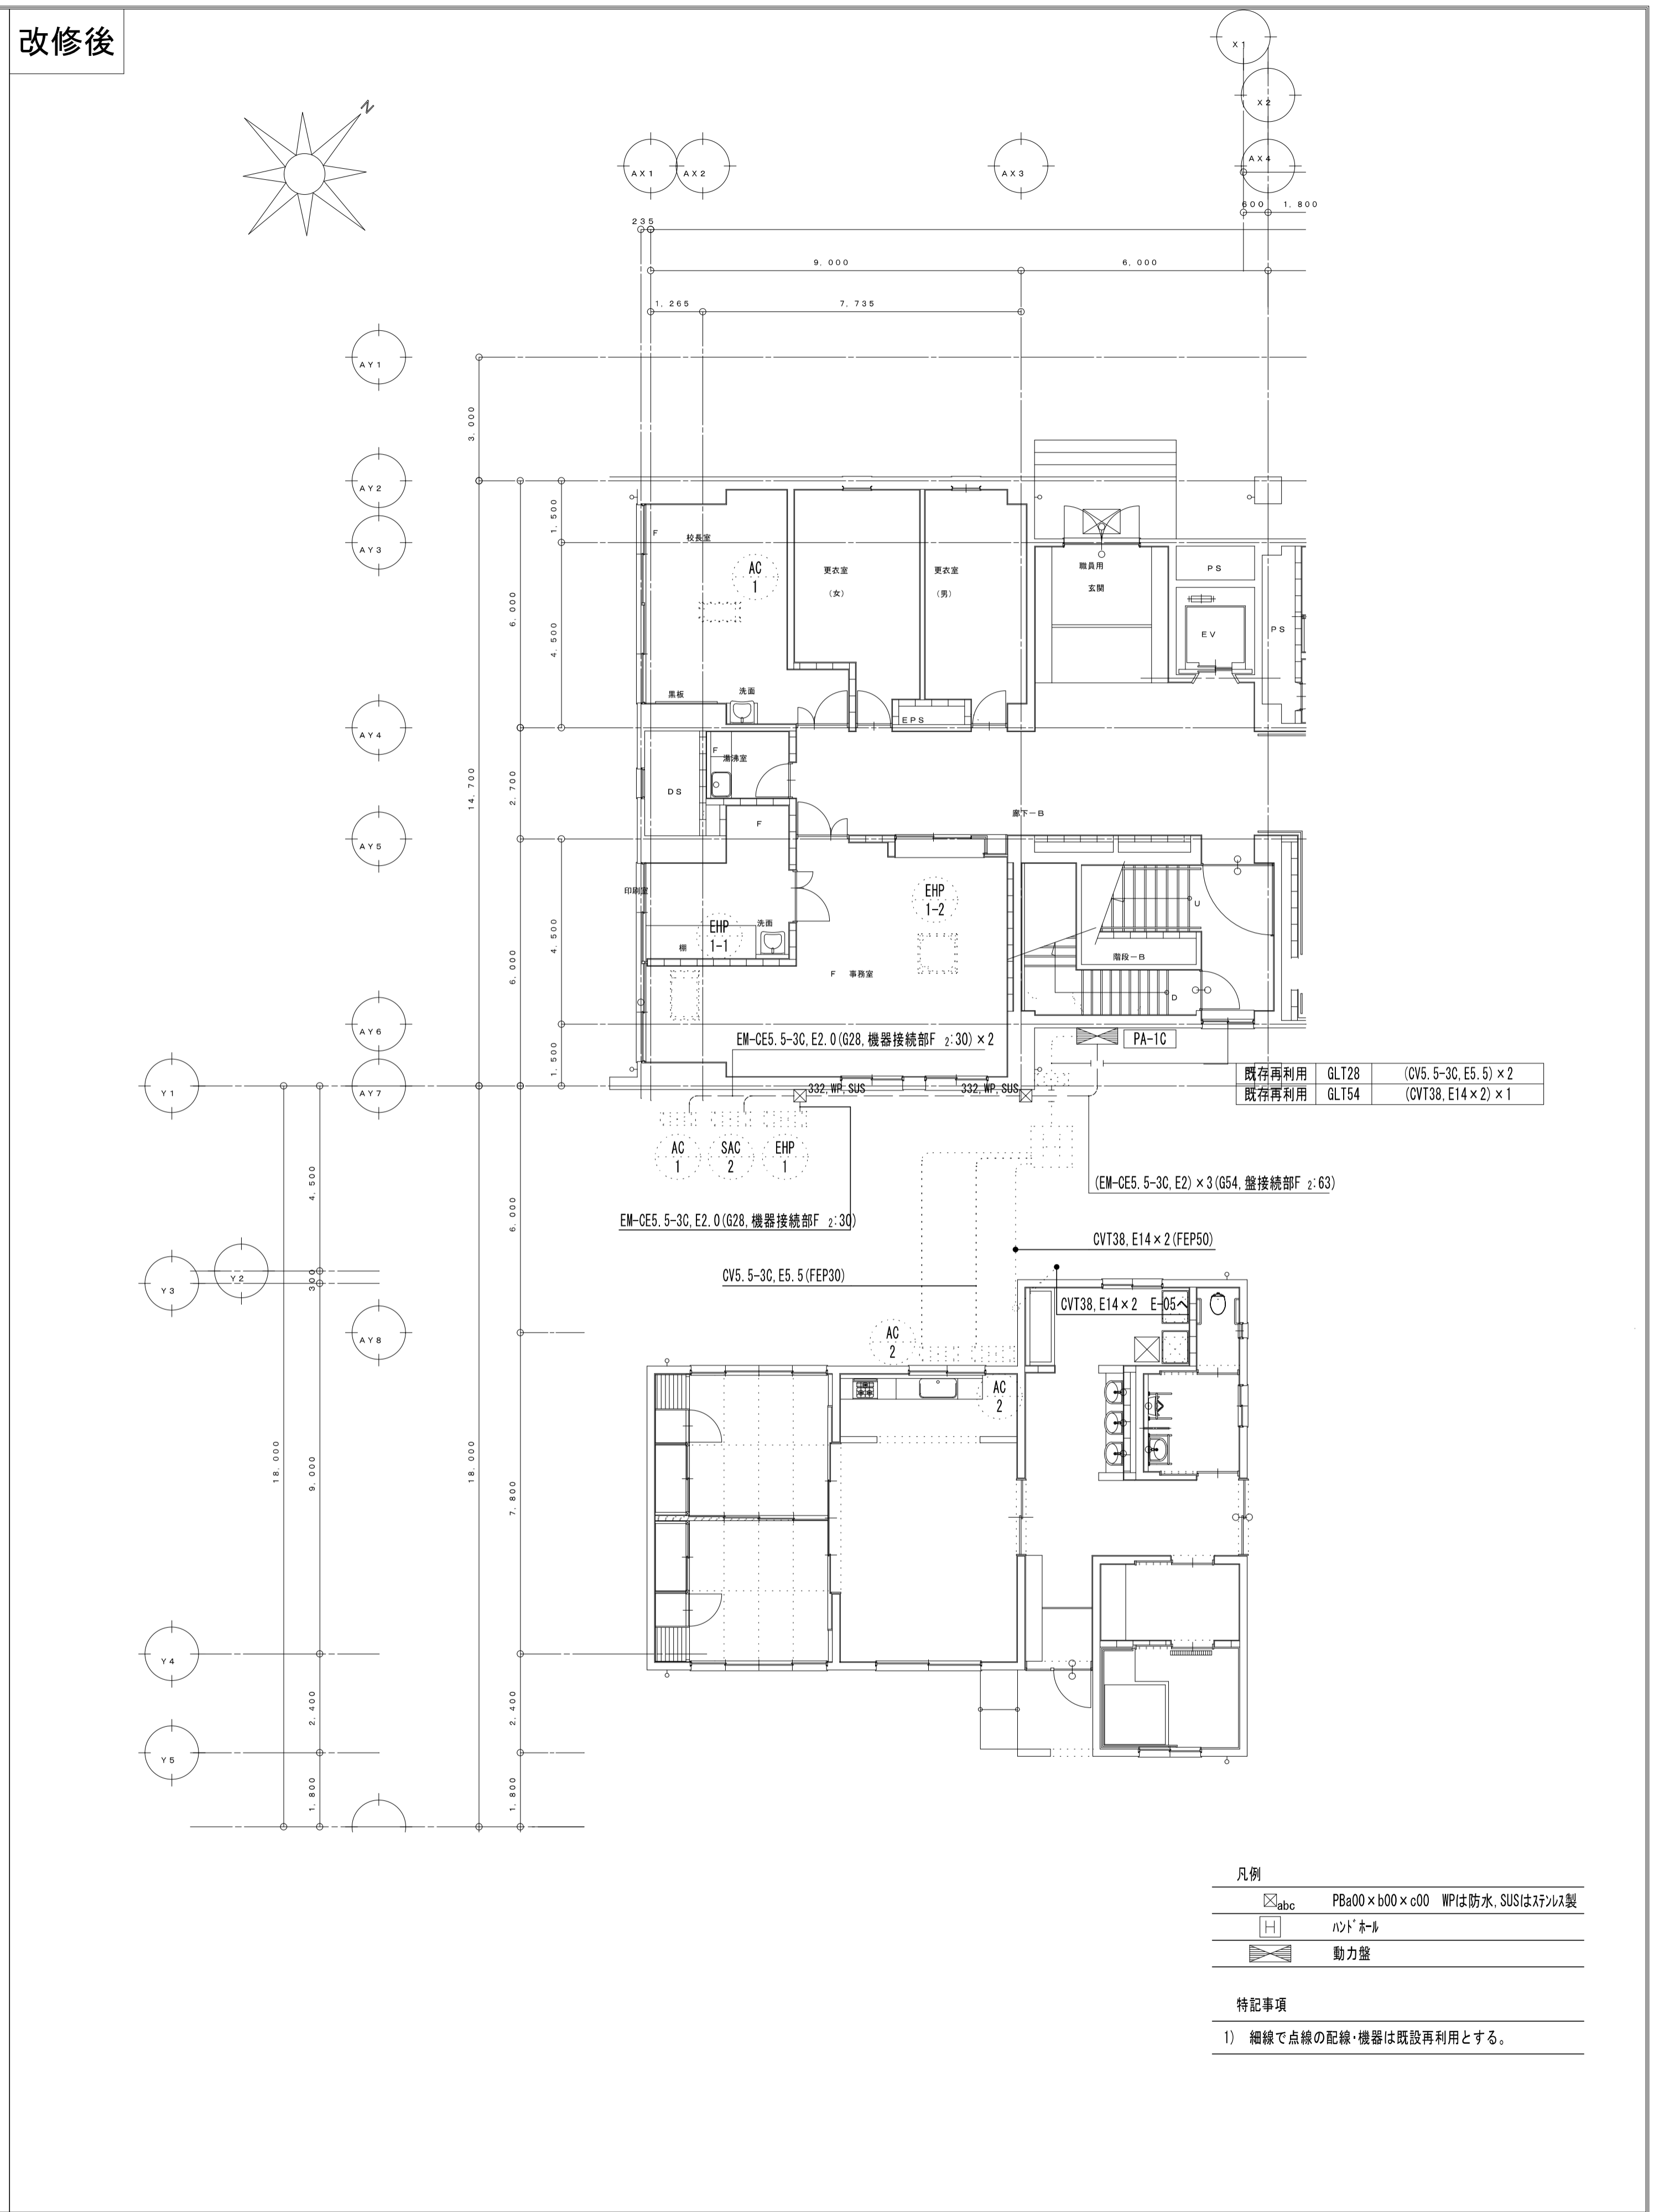 改修後
N
X1
X2
AX1
AX2
AX3
AX4
600
1,800
235
9,000
6,000
1,265
7,735
AY1
3,000
AY2
1,500
AY3
6,000
4,500
F
校長室
AC
1
更衣室
(女)
更衣室
(男)
職員用
玄関
PS
EV
PS
黒板
洗面
EPS
AY4
F
湯沸室
DS
14,700
2,700
廊下−B
AY5
F
印刷室
EHP
1-1
洗面
棚
EHP
1-2
4,500
6,000
F 事務室
U
階段−B
D
AY6
1,500
EM-CE5.5-3C,E2.0(G28,機器接続部F 2:30)×2
PA-1C
Y1
AY7
332,WP,SUS
332,WP,SUS
既存再利用 GLT28 (CV5.5-3C,E5.5)×2
既存再利用 GLT54 (CVT38,E14×2)×1
AC
1
SAC
2
EHP
1
4,500
6,000
(EM-CE5.5-3C,E2)×3(G54,盤接続部F 2:63)
EM-CE5.5-3C,E2.0(G28,機器接続部F 2:30)
CVT38,E14×2(FEP50)
CV5.5-3C,E5.5(FEP30)
Y2
Y3
300
CVT38,E14×2 E-05へ
AY8
AC
2
AC
2
18,000
9,000
18,000
7,800
Y4
2,400
2,400
Y5
1,800
1,800
凡例
abc PBa00×b00×c00 WPは防水,SUSはステンレス製
H ハンドホール
動力盤
特記事項
1) 細線で点線の配線・機器は既設再利用とする。